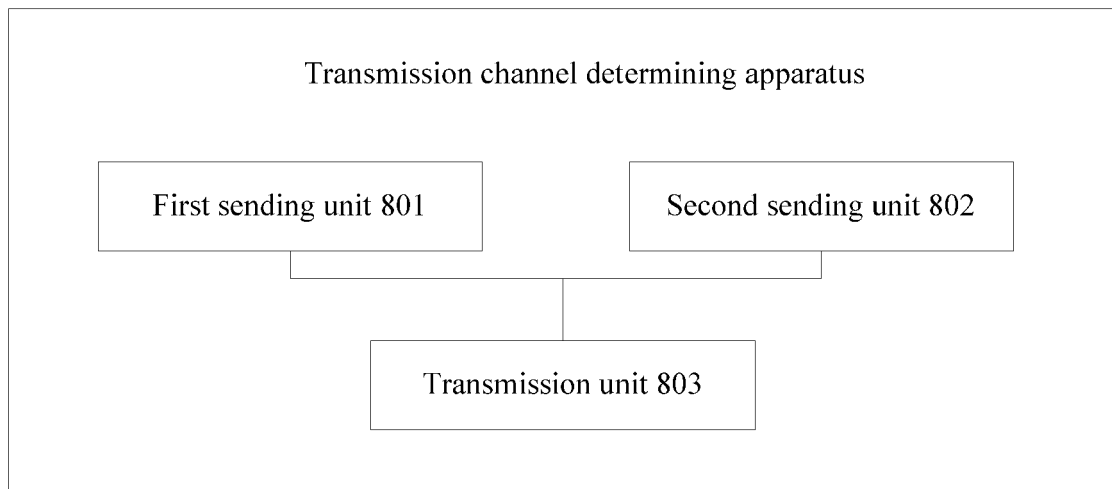 Transmission channel determining apparatus
First sending unit 801
Second sending unit 802
Transmission unit 803